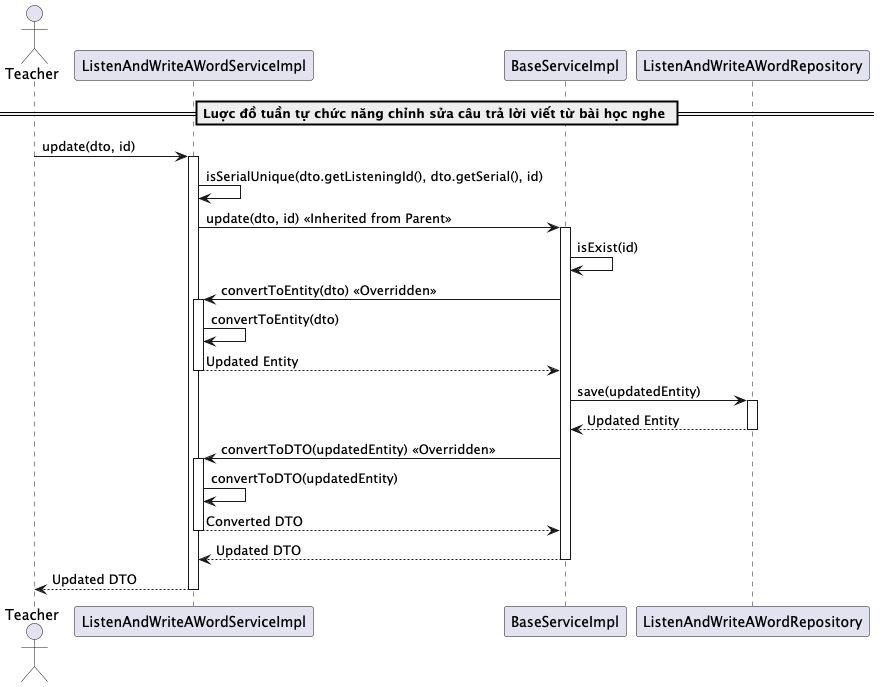 Teacher
ListenAndWriteAWordServiceImpl
BaseServiceImpl
ListenAndWriteAWordRepository
Lược đồ tuần tự chức năng chỉnh sửa câu trả lời viết từ bài học nghe
update(dto, id)
isSerialUnique(dto.getListeningId(), dto.getSerial(), id)
update(dto, id) «Inherited from Parent»
isExist(id)
convertToEntity(dto) «Overridden»
convertToEntity(dto)
Updated Entity
save(updatedEntity)
Updated Entity
convertToDTO(updatedEntity) «Overridden»
convertToDTO(updatedEntity)
Converted DTO
Updated DTO
Updated DTO
Teacher
ListenAndWriteAWordServiceImpl
BaseServiceImpl
ListenAndWriteAWordRepository